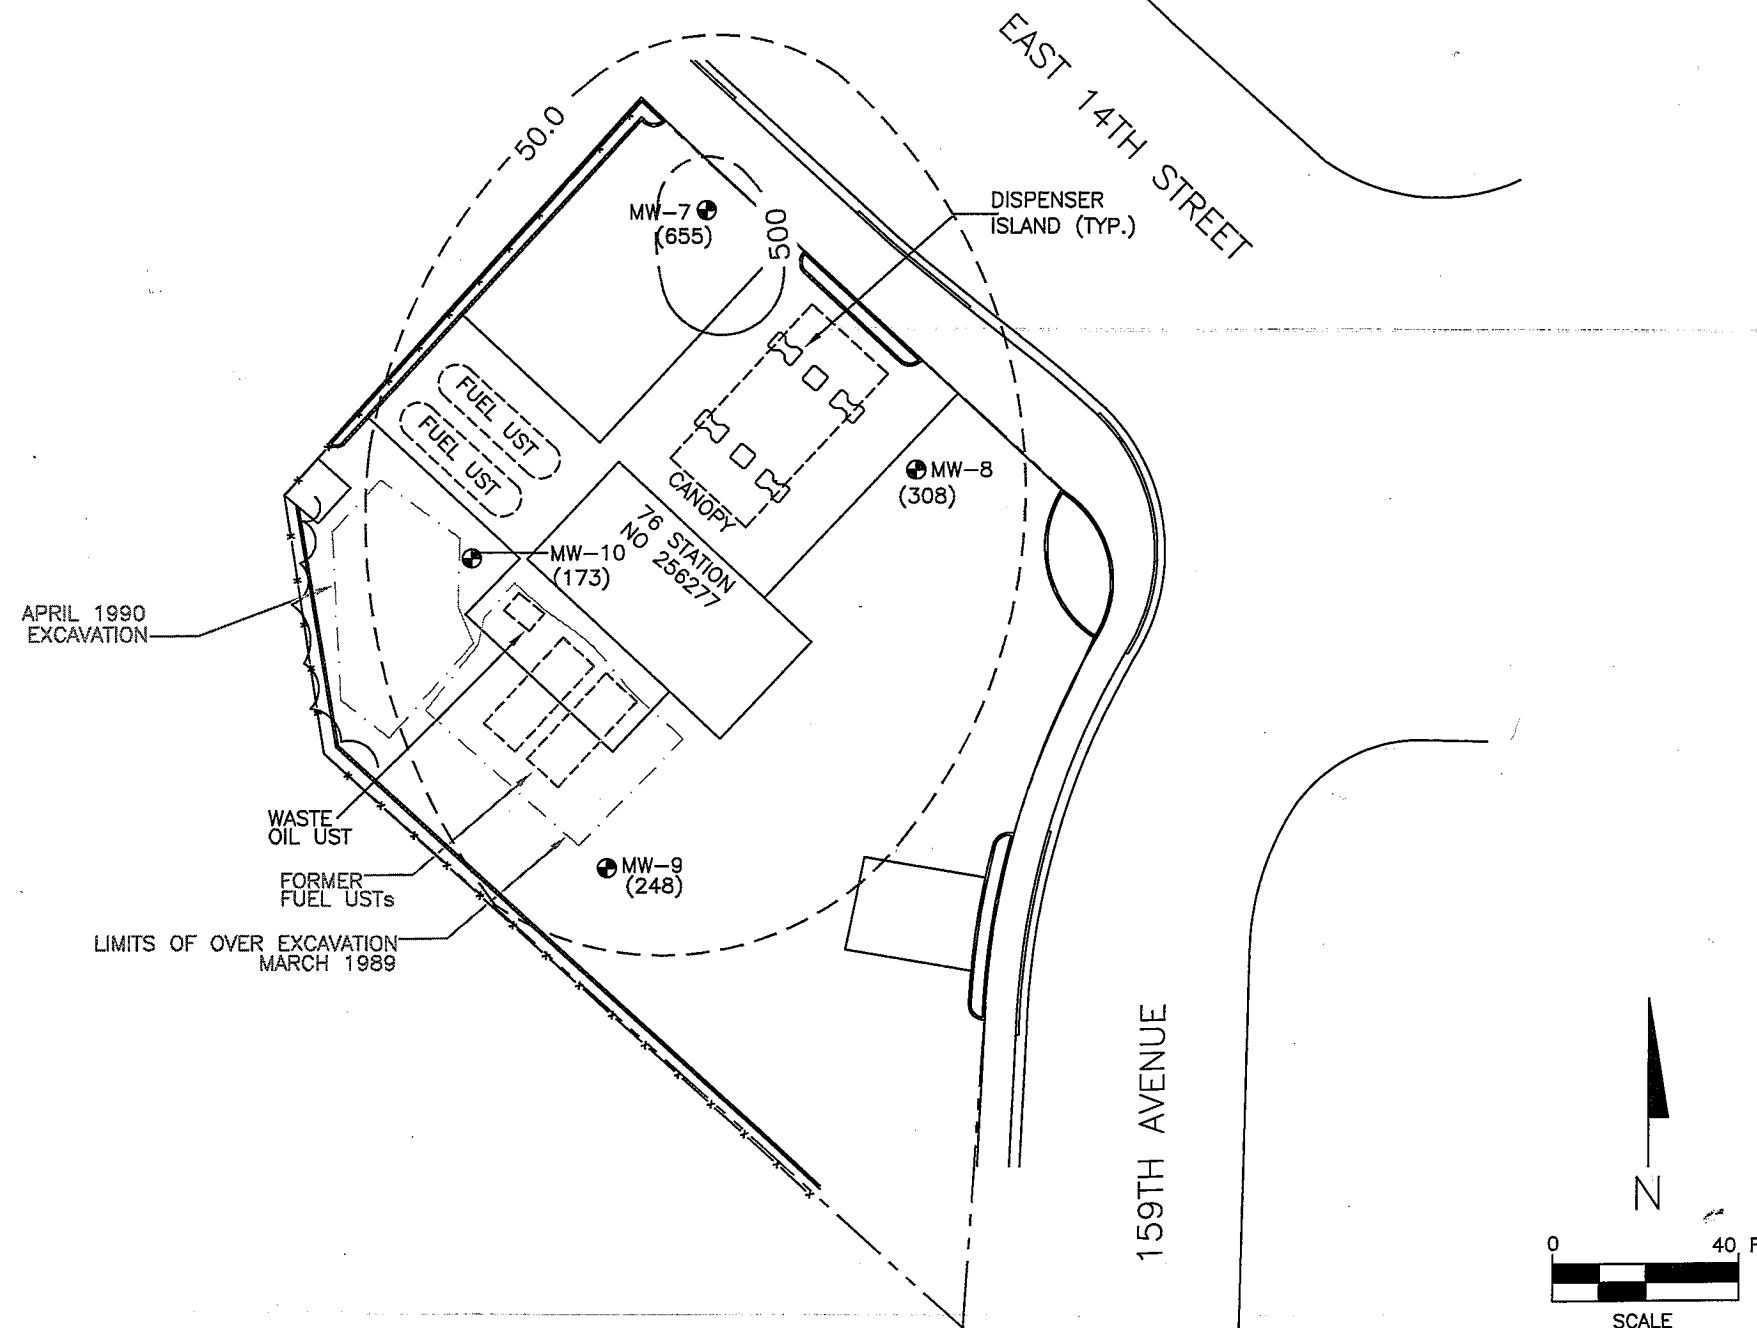 EAST 14TH STREET
50.0
MW-7
(655)
500
DISPENSER
ISLAND (TYP.)
FUEL UST
FUEL UST
CANOPY
MW-8
(308)
76 STATION
NO 256277
MW-10
(173)
APRIL 1990
EXCAVATION
WASTE
OIL UST
FORMER
FUEL USTs
MW-9
(248)
LIMITS OF OVER EXCAVATION
MARCH 1989
159TH AVENUE
N
0 40 F
SCALE